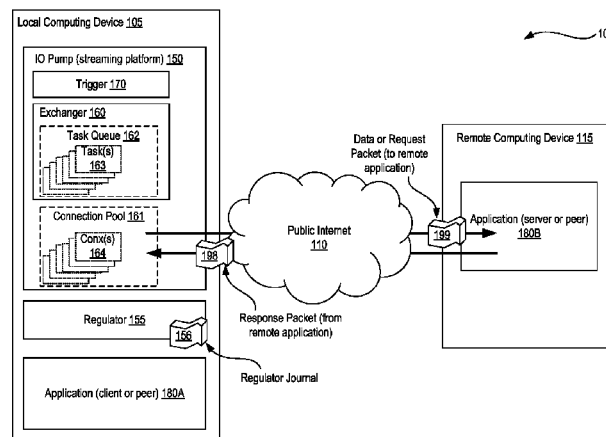 Local Computing Device 105
IO Pump (streaming platform) 150
Trigger 170
Exchanger 160
Task Queue 162
Task(s)
163
Connection Pool 161
Conx(s)
164
Regulator 155
156
Regulator Journal
Application (client or peer) 180A
198
Response Packet (from
remote application)
Public Internet
110
Data or Request
Packet (to remote
application)
199
Remote Computing Device 115
Application (server or peer)
180B